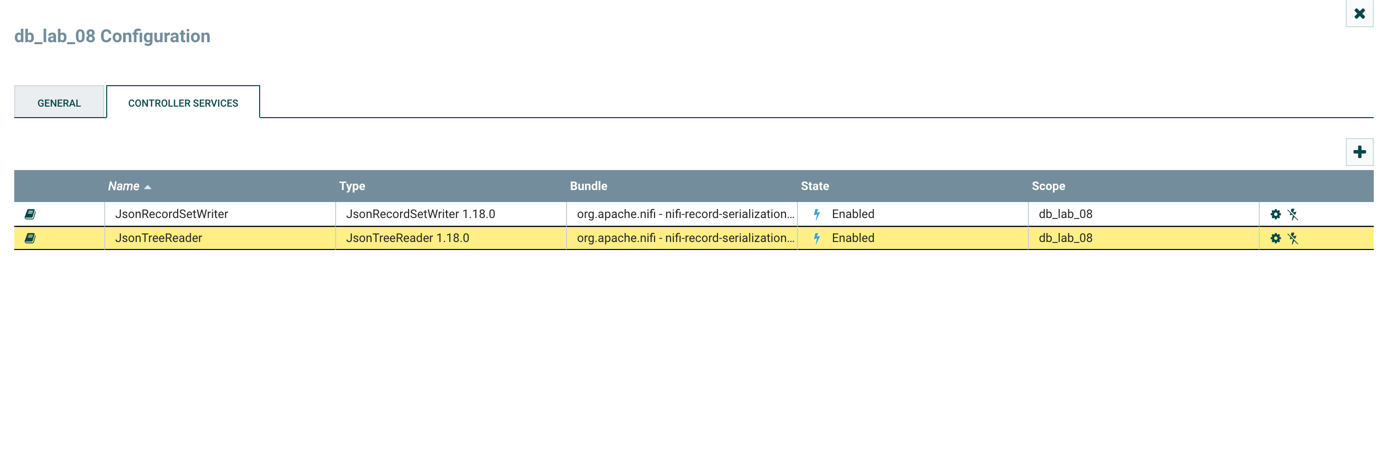 db_lab_08 Configuration
GENERAL CONTROLLER SERVICES
Name Type Bundle State Scope
JsonRecordSetWriter JsonRecordSetWriter 1.18.0 org.apache.nifi - nifi-record-serialization... Enabled db_lab_08
JsonTreeReader JsonTreeReader 1.18.0 org.apache.nifi - nifi-record-serialization... Enabled db_lab_08